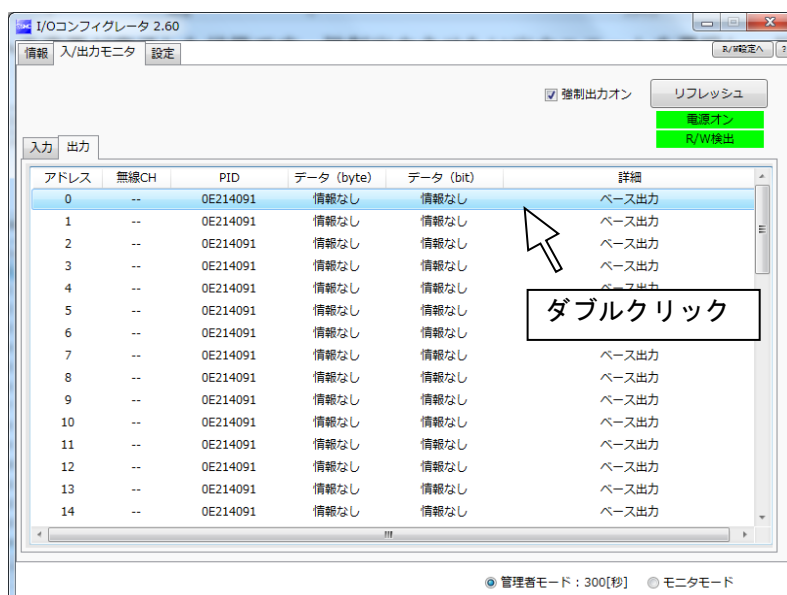 I/Oコンフィグレータ 2.60
情報 入/出力モニタ 設定 R/W設定へ ?
強制出力オン リフレッシュ
電源オン
R/W検出
入力 出力
アドレス 無線CH PID データ (byte) データ (bit) 詳細
0 -- 0E214091 情報なし 情報なし ベース出力
1 -- 0E214091 情報なし 情報なし ベース出力
2 -- 0E214091 情報なし 情報なし ベース出力
3 -- 0E214091 情報なし 情報なし ベース出力
4 -- 0E214091 情報なし 情報なし ベース出力
5 -- 0E214091 情報なし 情報なし
ダブルクリック
6 -- 0E214091 情報なし 情報なし
7 -- 0E214091 情報なし 情報なし ベース出力
8 -- 0E214091 情報なし 情報なし ベース出力
9 -- 0E214091 情報なし 情報なし ベース出力
10 -- 0E214091 情報なし 情報なし ベース出力
11 -- 0E214091 情報なし 情報なし ベース出力
12 -- 0E214091 情報なし 情報なし ベース出力
13 -- 0E214091 情報なし 情報なし ベース出力
14 -- 0E214091 情報なし 情報なし ベース出力
管理者モード：300[秒] モニタモード